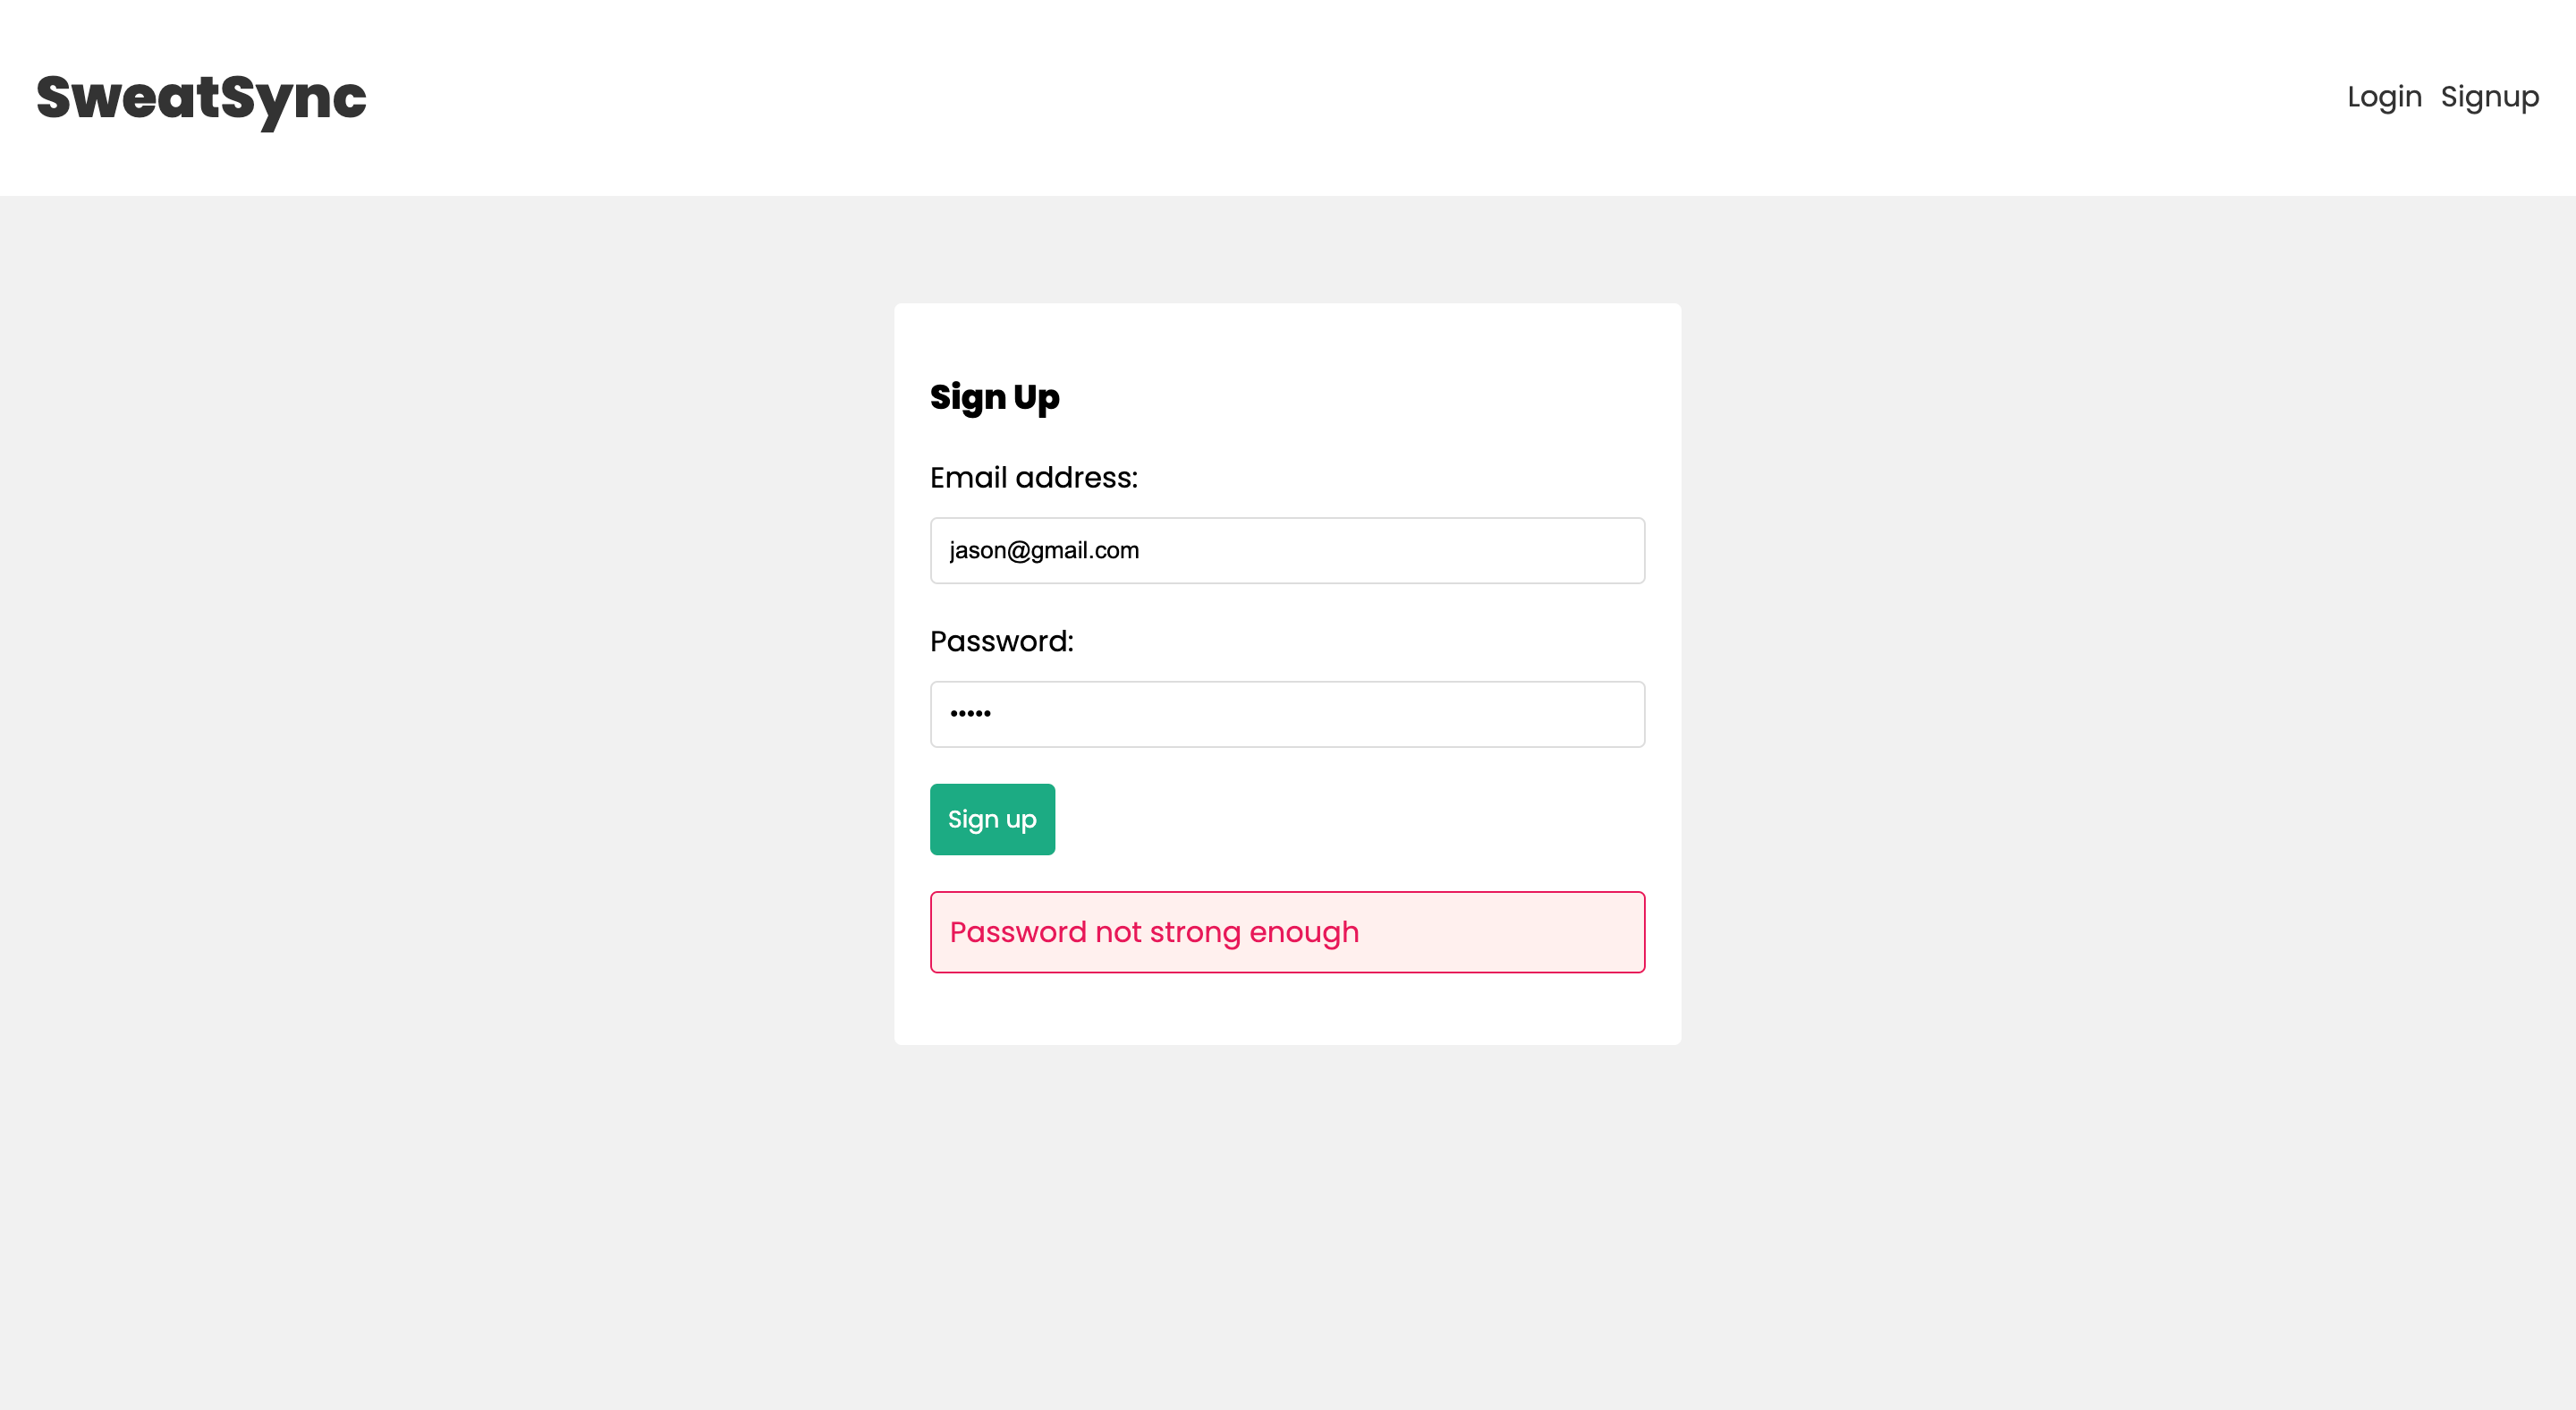 SweatSync
Login Signup
Sign Up
Email address:
jason@gmail.com
Password:
•••••
Sign up
Password not strong enough